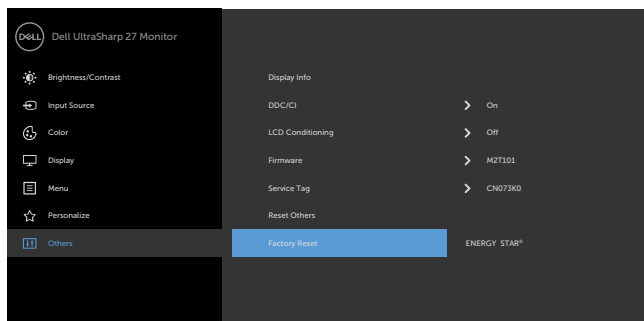 DELL Dell UltraSharp 27 Monitor
Brightness/Contrast
Input Source
Color
Display
Menu
Personalize
Others
Display Info
DDC/CI On
LCD Conditioning Off
Firmware M2T101
Service Tag CN073K0
Reset Others
Factory Reset ENERGY STAR®